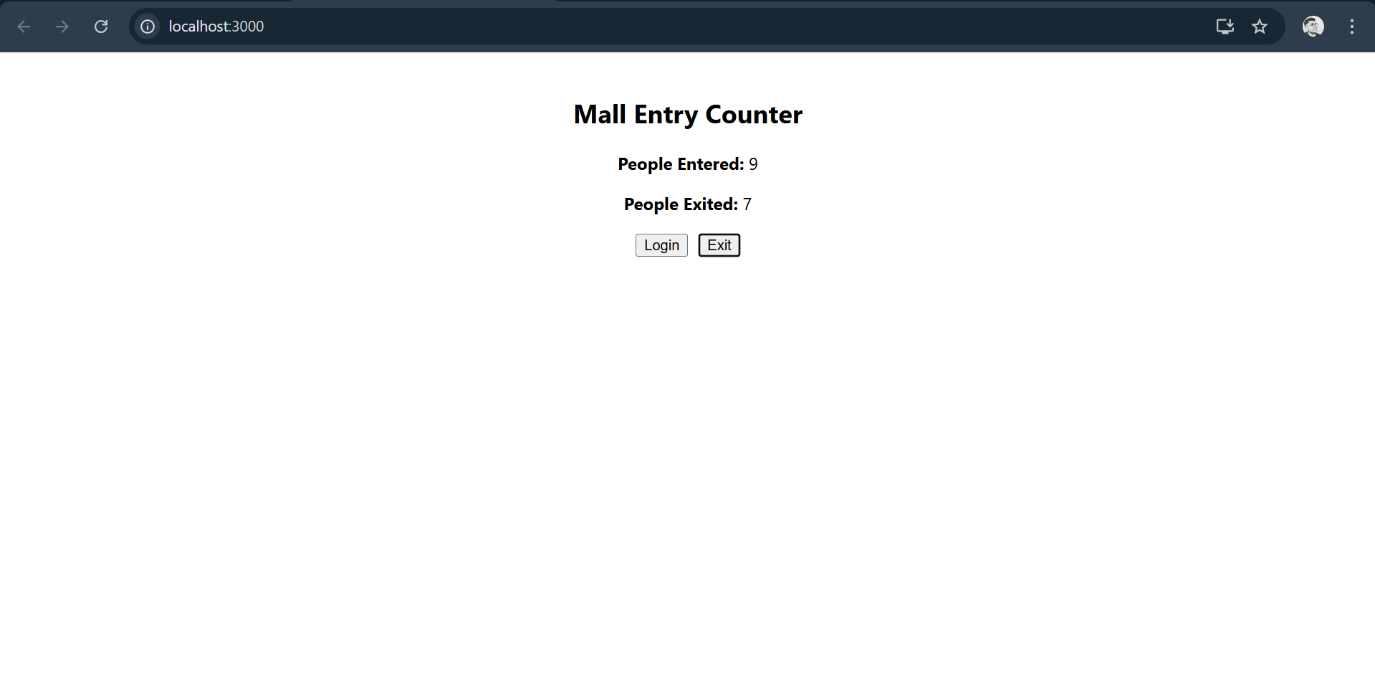 localhost:3000
Mall Entry Counter
People Entered: 9
People Exited: 7
Login Exit